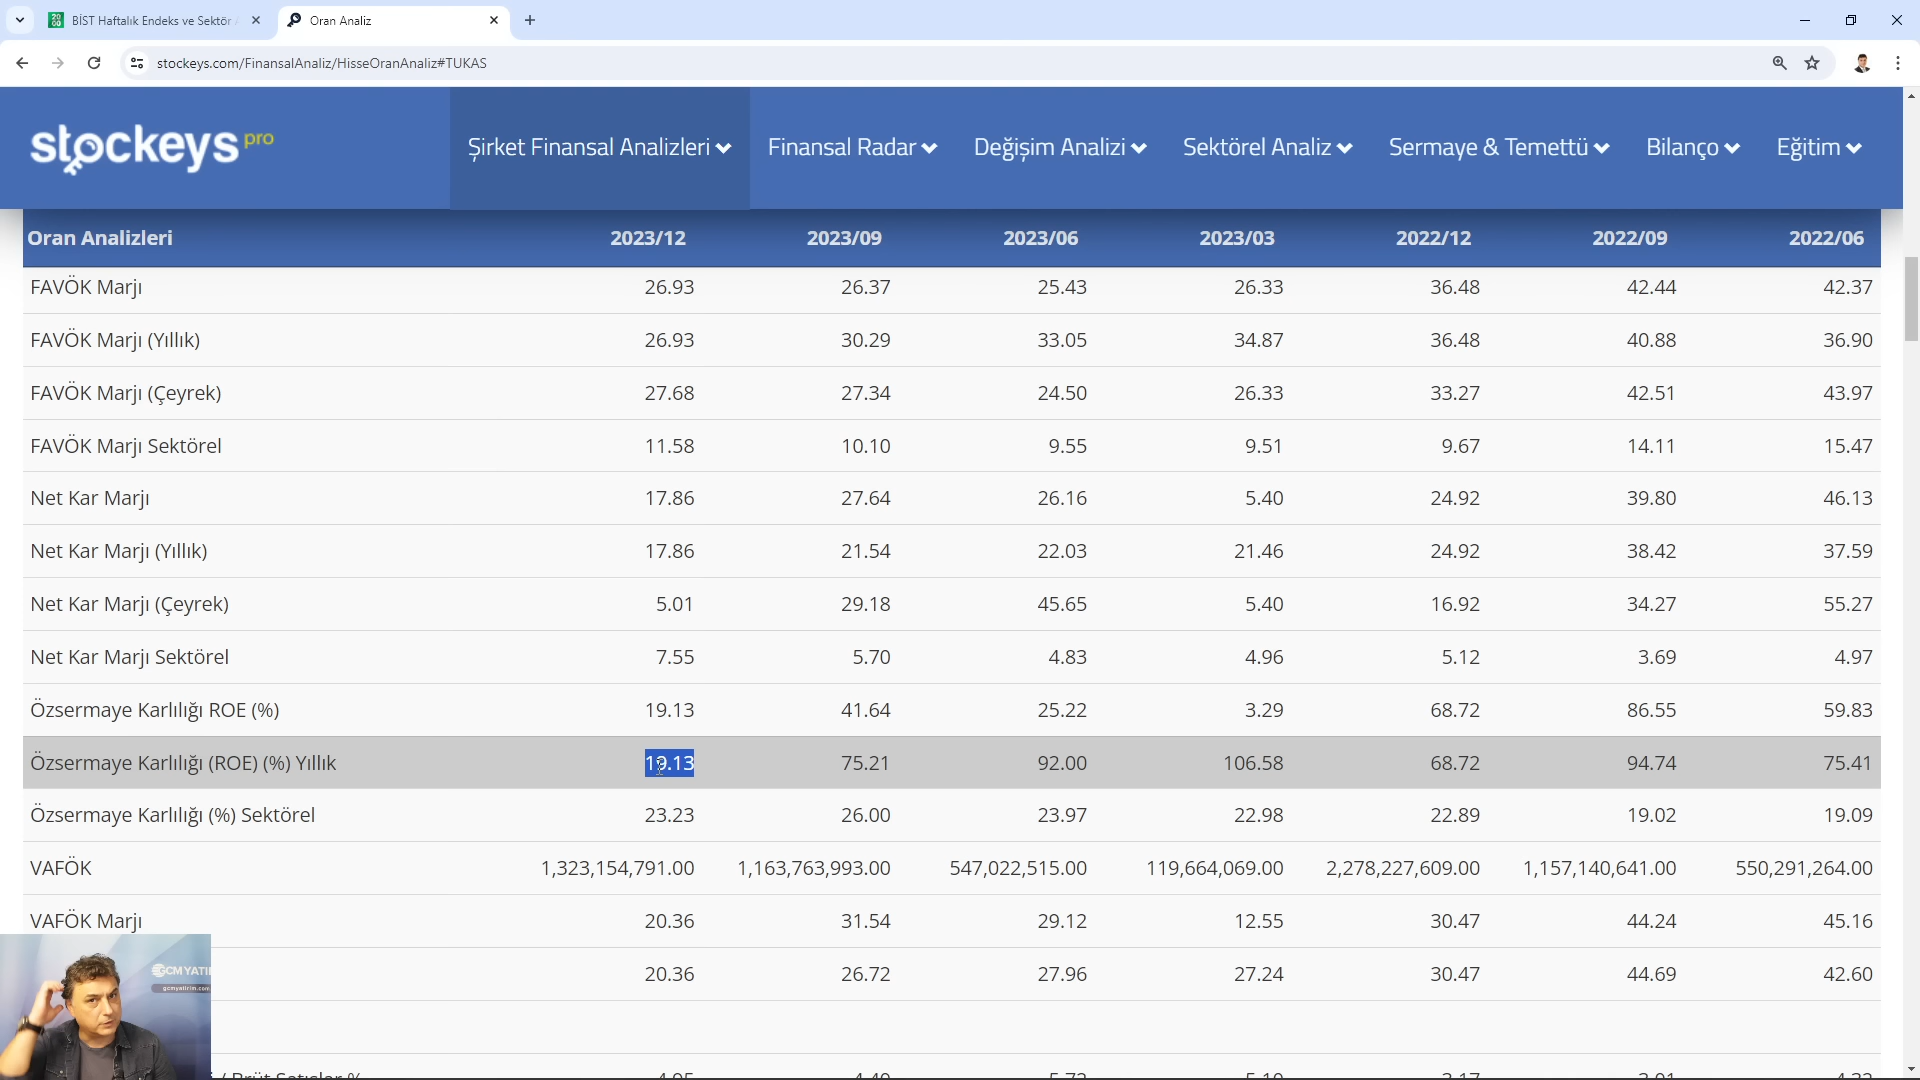 BİST Haftalık Endeks ve Sektör
Oran Analiz
stockeys.com/FinansalAnaliz/HisseOranAnaliz#TUKAS
stockeys pro
Şirket Finansal Analizleri
Finansal Radar
Değişim Analizi
Sektörel Analiz
Sermaye & Temettü
Bilanço
Eğitim
Oran Analizleri 2023/12 2023/09 2023/06 2023/03 2022/12 2022/09 2022/06
FAVÖK Marjı 26.93 26.37 25.43 26.33 36.48 42.44 42.37
FAVÖK Marjı (Yıllık) 26.93 30.29 33.05 34.87 36.48 40.88 36.90
FAVÖK Marjı (Çeyrek) 27.68 27.34 24.50 26.33 33.27 42.51 43.97
FAVÖK Marjı Sektörel 11.58 10.10 9.55 9.51 9.67 14.11 15.47
Net Kar Marjı 17.86 27.64 26.16 5.40 24.92 39.80 46.13
Net Kar Marjı (Yıllık) 17.86 21.54 22.03 21.46 24.92 38.42 37.59
Net Kar Marjı (Çeyrek) 5.01 29.18 45.65 5.40 16.92 34.27 55.27
Net Kar Marjı Sektörel 7.55 5.70 4.83 4.96 5.12 3.69 4.97
Özsermaye Karlılığı ROE (%) 19.13 41.64 25.22 3.29 68.72 86.55 59.83
Özsermaye Karlılığı (ROE) (%) Yıllık 19.13 75.21 92.00 106.58 68.72 94.74 75.41
Özsermaye Karlılığı (%) Sektörel 23.23 26.00 23.97 22.98 22.89 19.02 19.09
VAFÖK 1,323,154,791.00 1,163,763,993.00 547,022,515.00 119,664,069.00 2,278,227,609.00 1,157,140,641.00 550,291,264.00
VAFÖK Marjı 20.36 31.54 29.12 12.55 30.47 44.24 45.16
20.36 26.72 27.96 27.24 30.47 44.69 42.60
GCM YATI
gcmyatirim.com